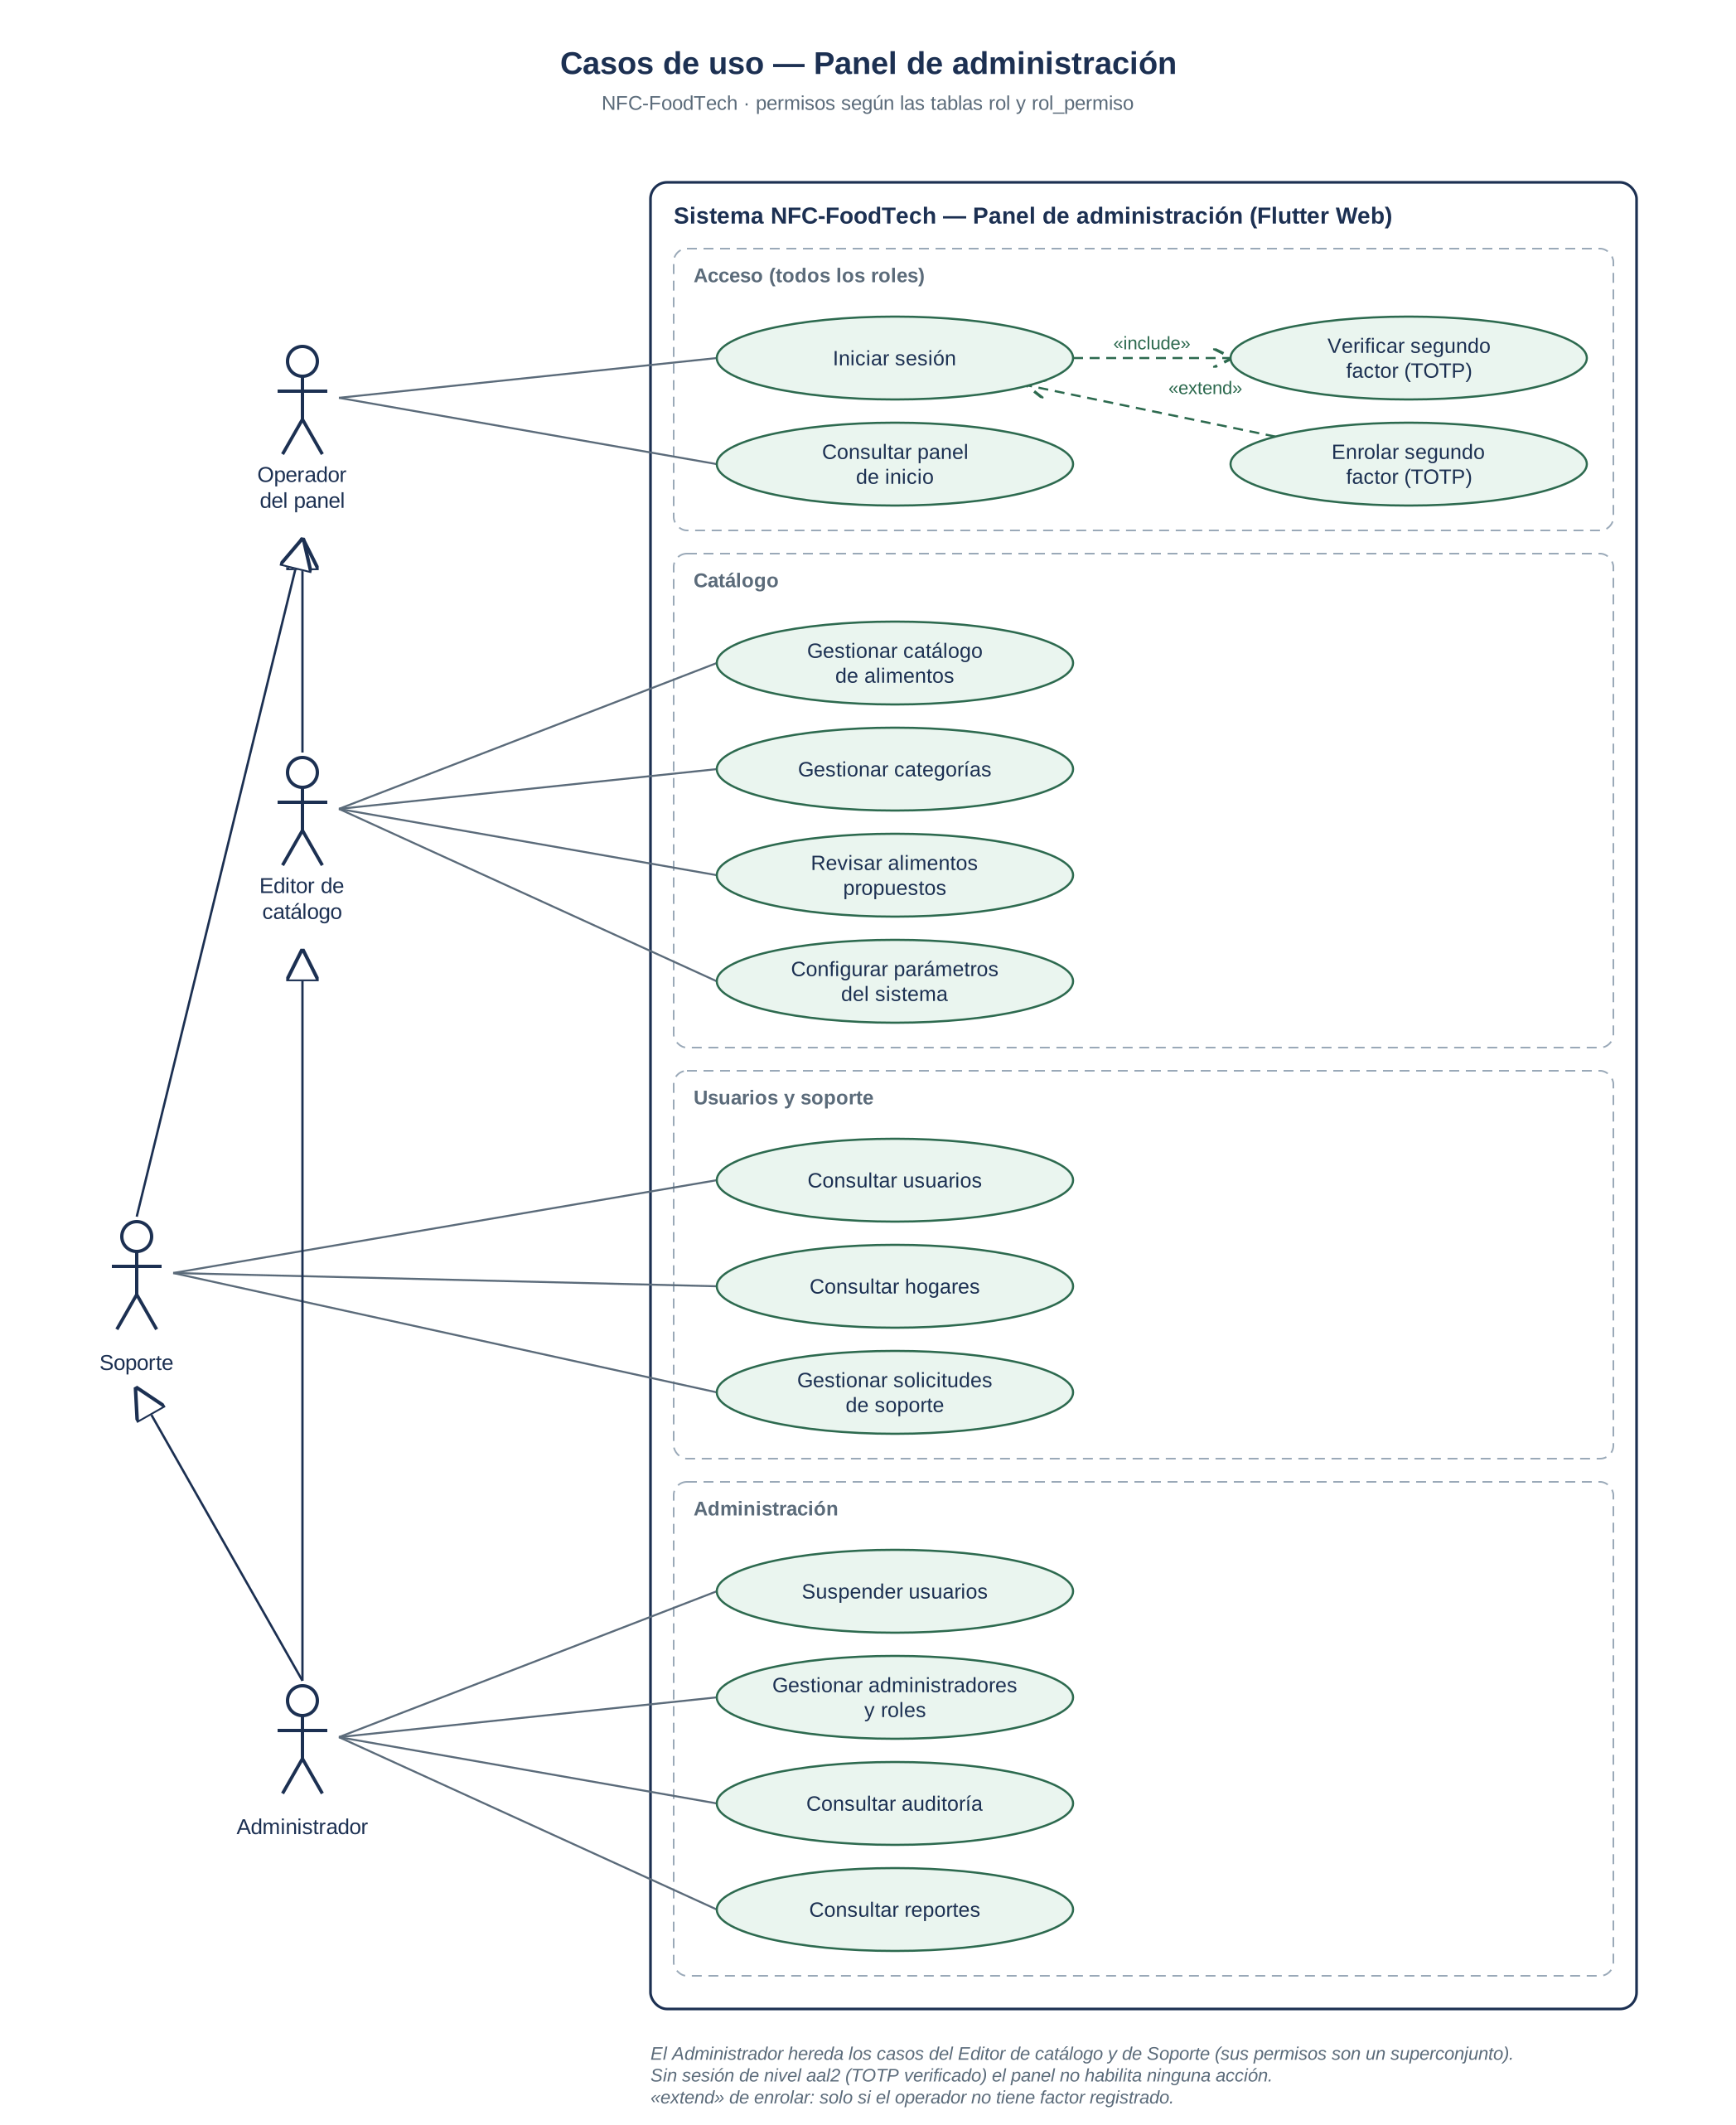 Casos de uso — Panel de administración
NFC-FoodTech · permisos según las tablas rol y rol_permiso
Sistema NFC-FoodTech — Panel de administración (Flutter Web)
Acceso (todos los roles)
Iniciar sesión
«include»
Verificar segundo
factor (TOTP)
«extend»
Consultar panel
de inicio
Enrolar segundo
factor (TOTP)
Operador
del panel
Catálogo
Gestionar catálogo
de alimentos
Gestionar categorías
Revisar alimentos
propuestos
Configurar parámetros
del sistema
Editor de
catálogo
Usuarios y soporte
Consultar usuarios
Consultar hogares
Gestionar solicitudes
de soporte
Soporte
Administración
Suspender usuarios
Gestionar administradores
y roles
Consultar auditoría
Consultar reportes
Administrador
El Administrador hereda los casos del Editor de catálogo y de Soporte (sus permisos son un superconjunto).
Sin sesión de nivel aal2 (TOTP verificado) el panel no habilita ninguna acción.
«extend» de enrolar: solo si el operador no tiene factor registrado.